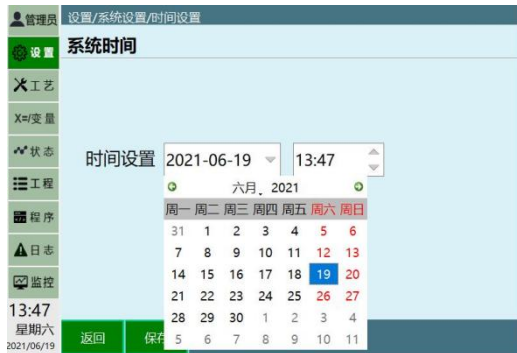 管理员
设置/系统设置/时间设置
设置
系统时间
工艺
X=/变量
状态
时间设置 2021-06-19 13:47
工程
六月, 2021
周一 周二 周三 周四 周五 周六 周日
程序
31 1 2 3 4 5 6
日志
7 8 9 10 11 12 13
监控
14 15 16 17 18 19 20
21 22 23 24 25 26 27
28 29 30 1 2 3 4
5 6 7 8 9 10 11
13:47
星期六
2021/06/19
返回